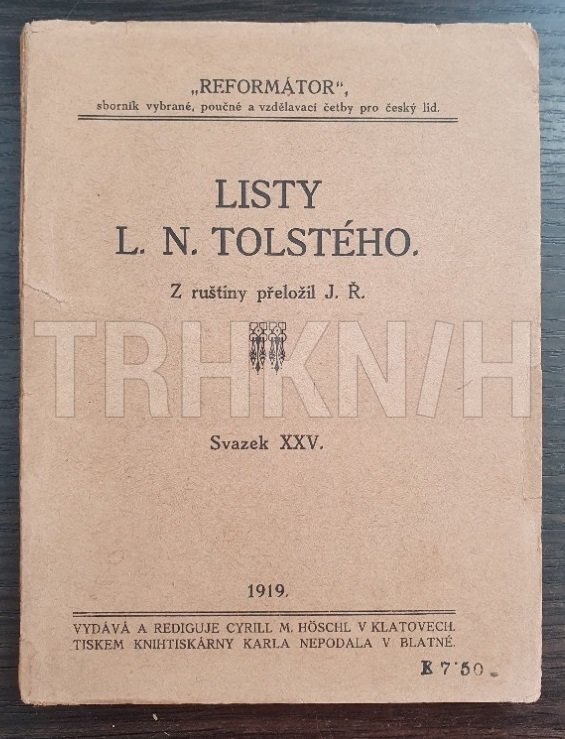 „REFORMÁTOR“,
sborník vybrané, poučné a vzdělavací četby pro český lid.
LISTY
L. N. TOLSTÉHO.
Z ruštiny přeložil J. Ř.
TRHKNIH
Svazek XXV.
1919.
VYDÁVÁ A REDIGUJE CYRILL M. HÖSCHL V KLATOVECH.
TISKEM KNIHTISKÁRNY KARLA NEPODALA V BLATNÉ.
K 7·50